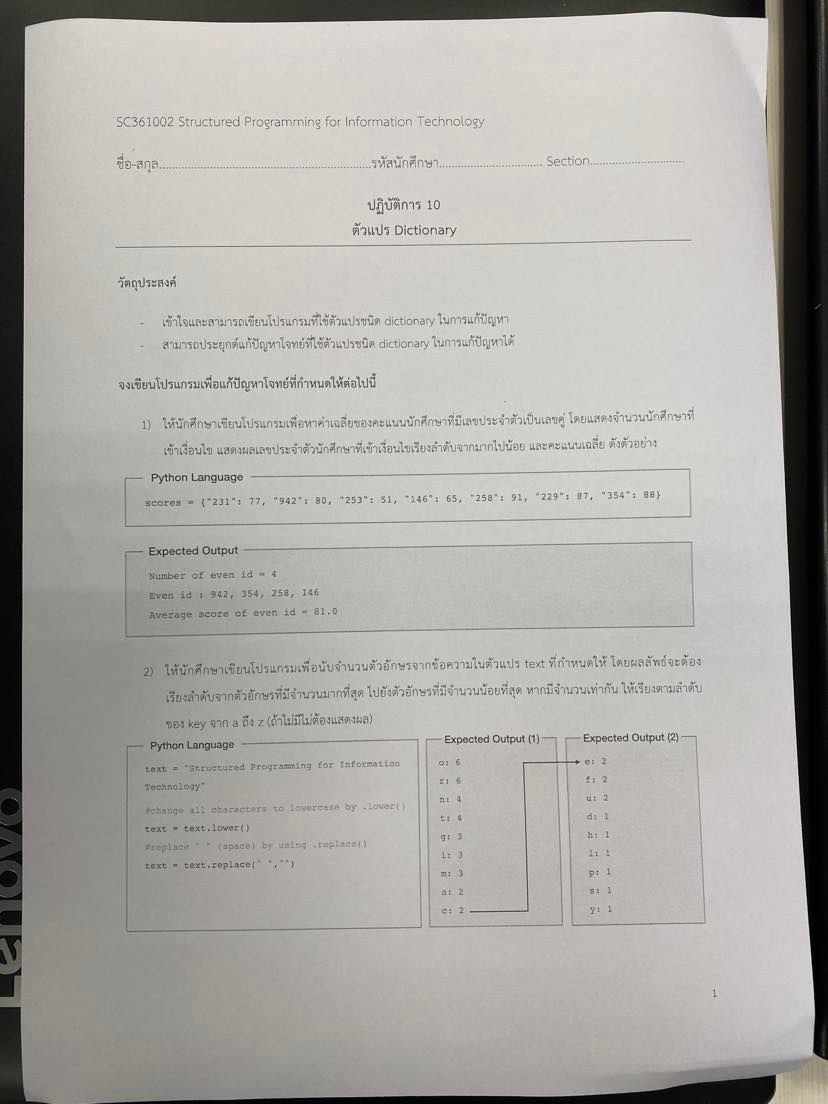 SC361002 Structured Programming for Information Technology
ชื่อ-สกุล......................................................................รหัสนักศึกษา.................................. Section...............................
ปฏิบัติการ 10
ตัวแปร Dictionary
วัตถุประสงค์
- เข้าใจและสามารถเขียนโปรแกรมที่ใช้ตัวแปรชนิด dictionary ในการแก้ปัญหา
- สามารถประยุกต์แก้ปัญหาโจทย์ที่ใช้ตัวแปรชนิด dictionary ในการแก้ปัญหาได้
จงเขียนโปรแกรมเพื่อแก้ปัญหาโจทย์ที่กำหนดให้ต่อไปนี้
1) ให้นักศึกษาเขียนโปรแกรมเพื่อหาค่าเฉลี่ยของคะแนนนักศึกษาที่มีเลขประจำตัวเป็นเลขคู่ โดยแสดงจำนวนนักศึกษาที่
เข้าเงื่อนไข แสดงผลเลขประจำตัวนักศึกษาที่เข้าเงื่อนไขเรียงลำดับจากมากไปน้อย และคะแนนเฉลี่ย ดังตัวอย่าง
Python Language
scores = {"231": 77, "942": 80, "253": 51, "146": 65, "258": 91, "229": 87, "354": 88}
Expected Output
Number of even id = 4
Even id : 942, 354, 258, 146
Average score of even id = 81.0
2) ให้นักศึกษาเขียนโปรแกรมเพื่อนับจำนวนตัวอักษรจากข้อความในตัวแปร text ที่กำหนดให้ โดยผลลัพธ์จะต้อง
เรียงลำดับจากตัวอักษรที่มีจำนวนมากที่สุด ไปยังตัวอักษรที่มีจำนวนน้อยที่สุด หากมีจำนวนเท่ากัน ให้เรียงตามลำดับ
ของ key จาก a ถึง z (ถ้าไม่มีไม่ต้องแสดงผล)
Python Language
text = "Structured Programming for Information
Technology"
#change all characters to lowercase by .lower()
text = text.lower()
#replace " " (space) by using .replace()
text = text.replace(" ","")
Expected Output (1)
o: 6
r: 6
n: 4
t: 4
g: 3
i: 3
m: 3
a: 2
c: 2
Expected Output (2)
e: 2
f: 2
u: 2
d: 1
h: 1
l: 1
p: 1
s: 1
y: 1
1
Lenovo